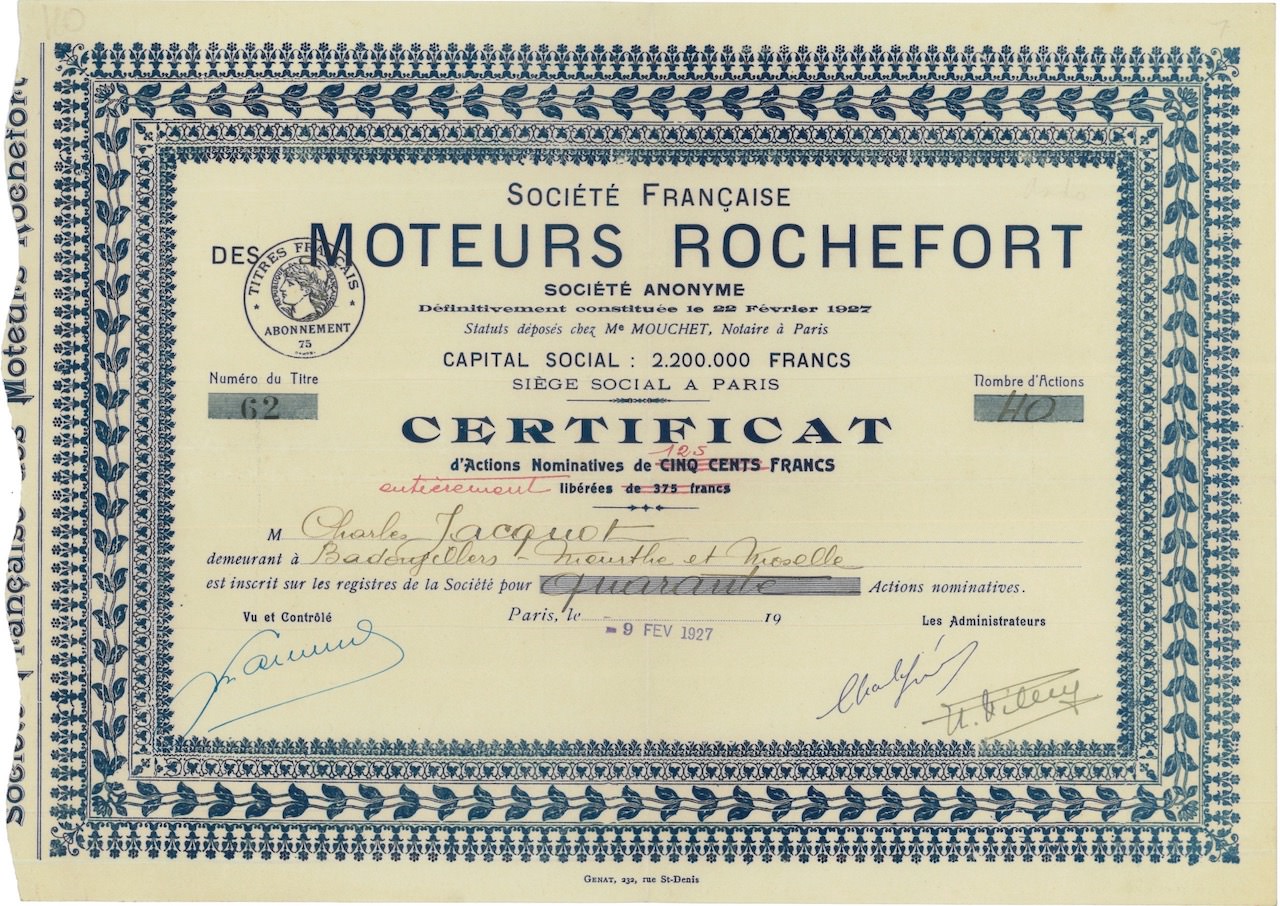 HO
7
Société Française des Moteurs Rochefort
SOCIÉTÉ FRANÇAISE
DES MOTEURS ROCHEFORT
TITRES FRANÇAIS
ABONNEMENT
75
SOCIÉTÉ ANONYME
Définitivement constituée le 22 Février 1927
Statuts déposés chez Mᵉ MOUCHET, Notaire à Paris
CAPITAL SOCIAL : 2.200.000 FRANCS
SIÈGE SOCIAL A PARIS
Numéro du Titre
62
Nombre d'Actions
40
CERTIFICAT
125
d'Actions Nominatives de CINQ CENTS FRANCS
entièrement libérées de 375 francs
M Charles Jacquot
demeurant à Badonvillers - Meurthe et Moselle
est inscrit sur les registres de la Société pour quarante Actions nominatives.
Vu et Contrôlé
Paris, le 19
- 9 FEV 1927
Les Administrateurs
GENAT, 232, rue St-Denis